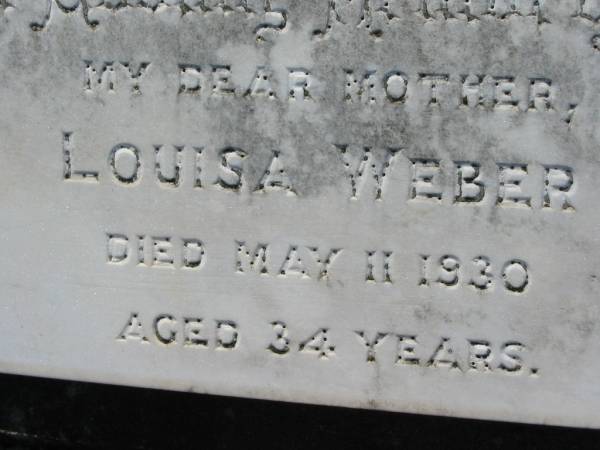 MY DEAR MOTHER,
LOUISA WEBER
DIED MAY 11 1930
AGED 34 YEARS.